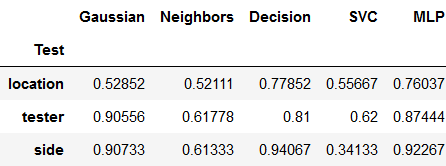 Gaussian Neighbors Decision SVC MLP
Test
location 0.52852 0.52111 0.77852 0.55667 0.76037
tester 0.90556 0.61778 0.81 0.62 0.87444
side 0.90733 0.61333 0.94067 0.34133 0.92267